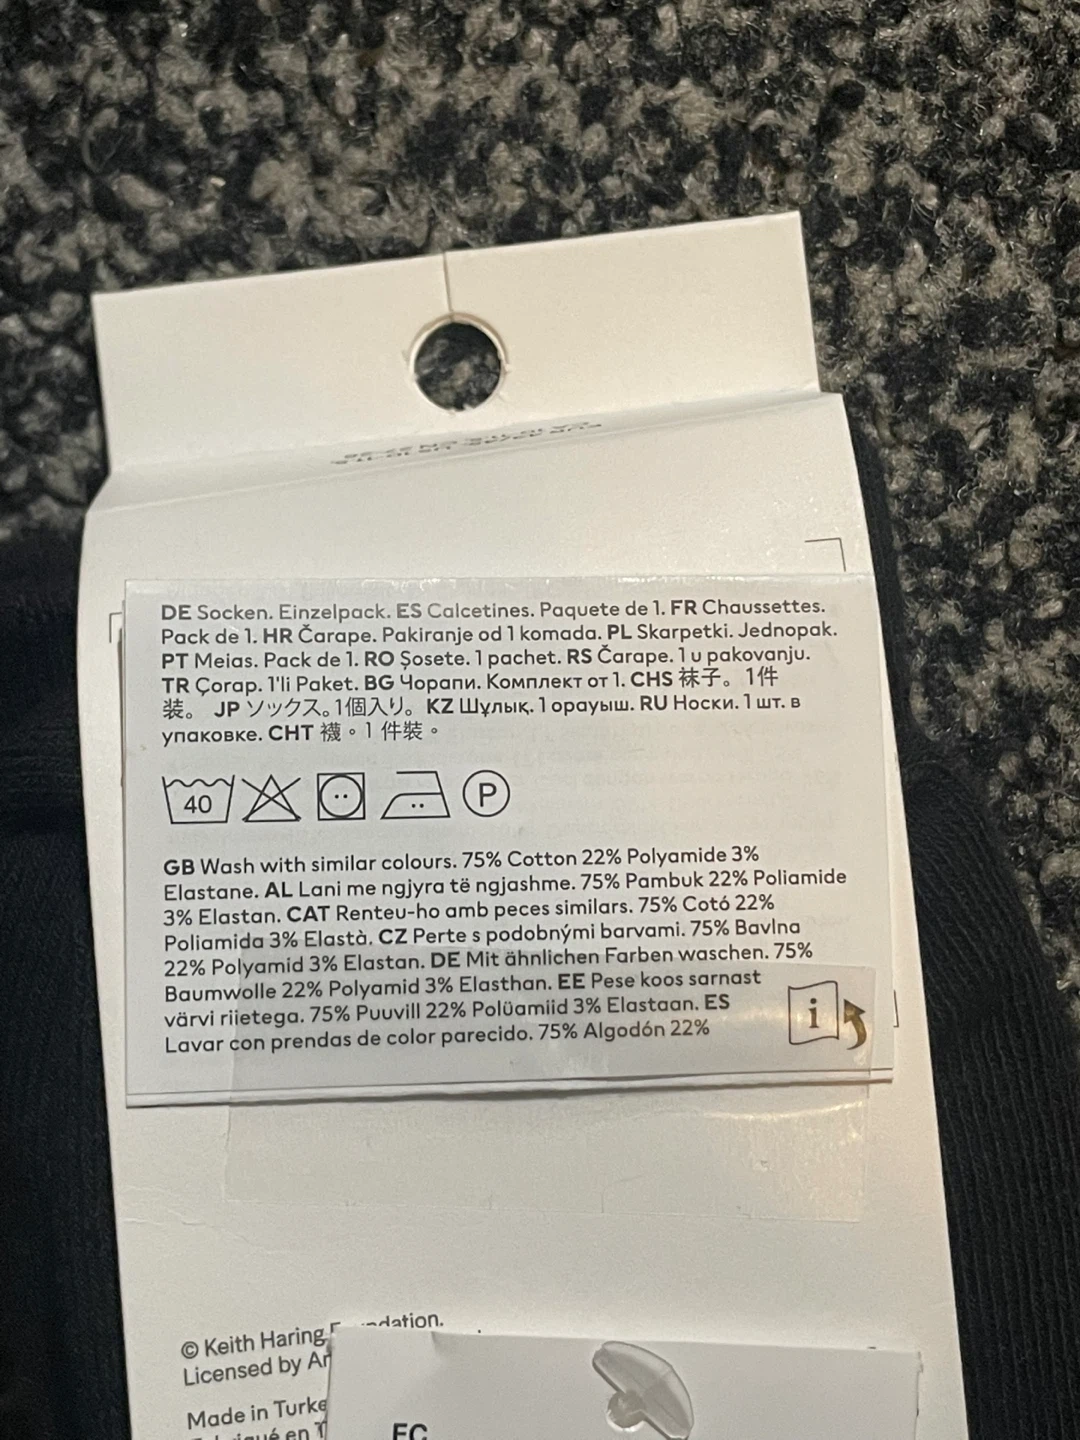 DE Socken. Einzelpack. ES Calcetines. Paquete de 1. FR Chaussettes.
Pack de 1. HR Čarape. Pakiranje od 1 komada. PL Skarpetki. Jednopak.
PT Meias. Pack de 1. RO Șosete. 1 pachet. RS Čarape. 1 u pakovanju.
TR Çorap. 1'li Paket. BG Чорапи. Комплект от 1. CHS 袜子。1件
装。 JP ソックス。1個入り。 KZ Шұлық. 1 орауыш. RU Носки. 1 шт. в
упаковке. CHT 襪。1 件裝。
40 P
GB Wash with similar colours. 75% Cotton 22% Polyamide 3%
Elastane. AL Lani me ngjyra të ngjashme. 75% Pambuk 22% Poliamide
3% Elastan. CAT Renteu-ho amb peces similars. 75% Cotó 22%
Poliamida 3% Elastà. CZ Perte s podobnými barvami. 75% Bavlna
22% Polyamid 3% Elastan. DE Mit ähnlichen Farben waschen. 75%
Baumwolle 22% Polyamid 3% Elasthan. EE Pese koos sarnast
värvi riietega. 75% Puuvill 22% Polüamiid 3% Elastaan. ES
Lavar con prendas de color parecido. 75% Algodón 22%
i
© Keith Haring
Licensed by
Made in
en